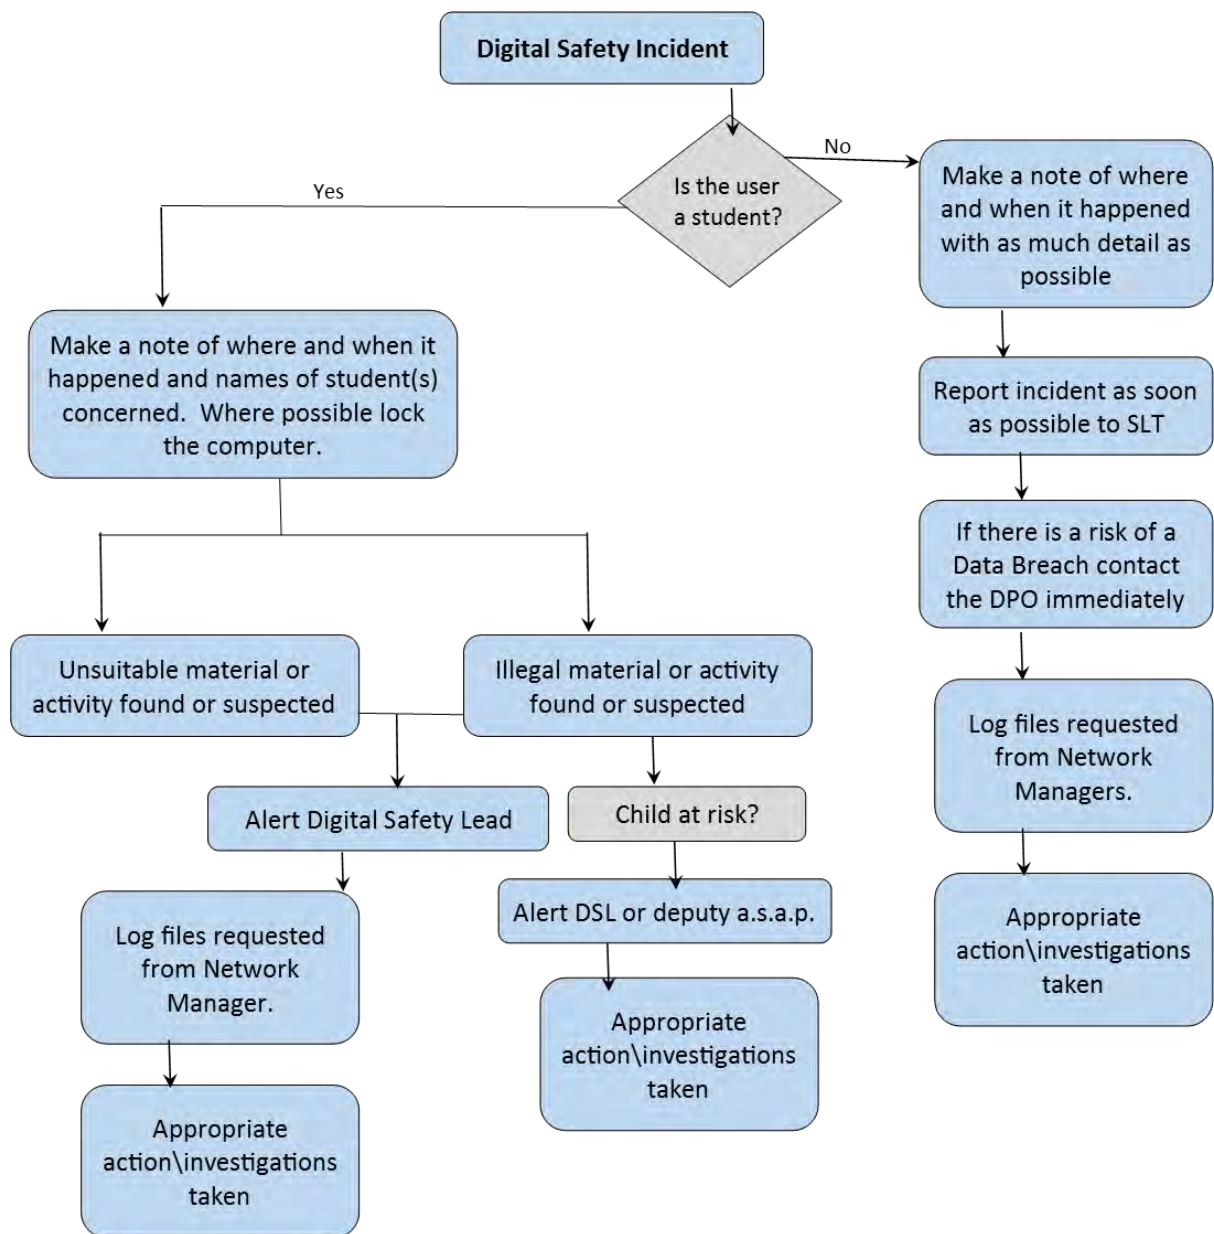 Digital Safety Incident
Is the user
a student?
No
Yes
Make a note of where
and when it happened
with as much detail as
possible
Make a note of where and when it
happened and names of student(s)
concerned.  Where possible lock
the computer.
Report incident as soon
as possible to SLT
If there is a risk of a
Data Breach contact
the DPO immediately
Unsuitable material or
activity found or suspected
Illegal material or activity
found or suspected
Log files requested
from Network
Managers.
Alert Digital Safety Lead
Child at risk?
Alert DSL or deputy a.s.a.p.
Appropriate
action\investigations
taken
Log files requested
from Network
Manager.
Appropriate
action\investigations
taken
Appropriate
action\investigations
taken